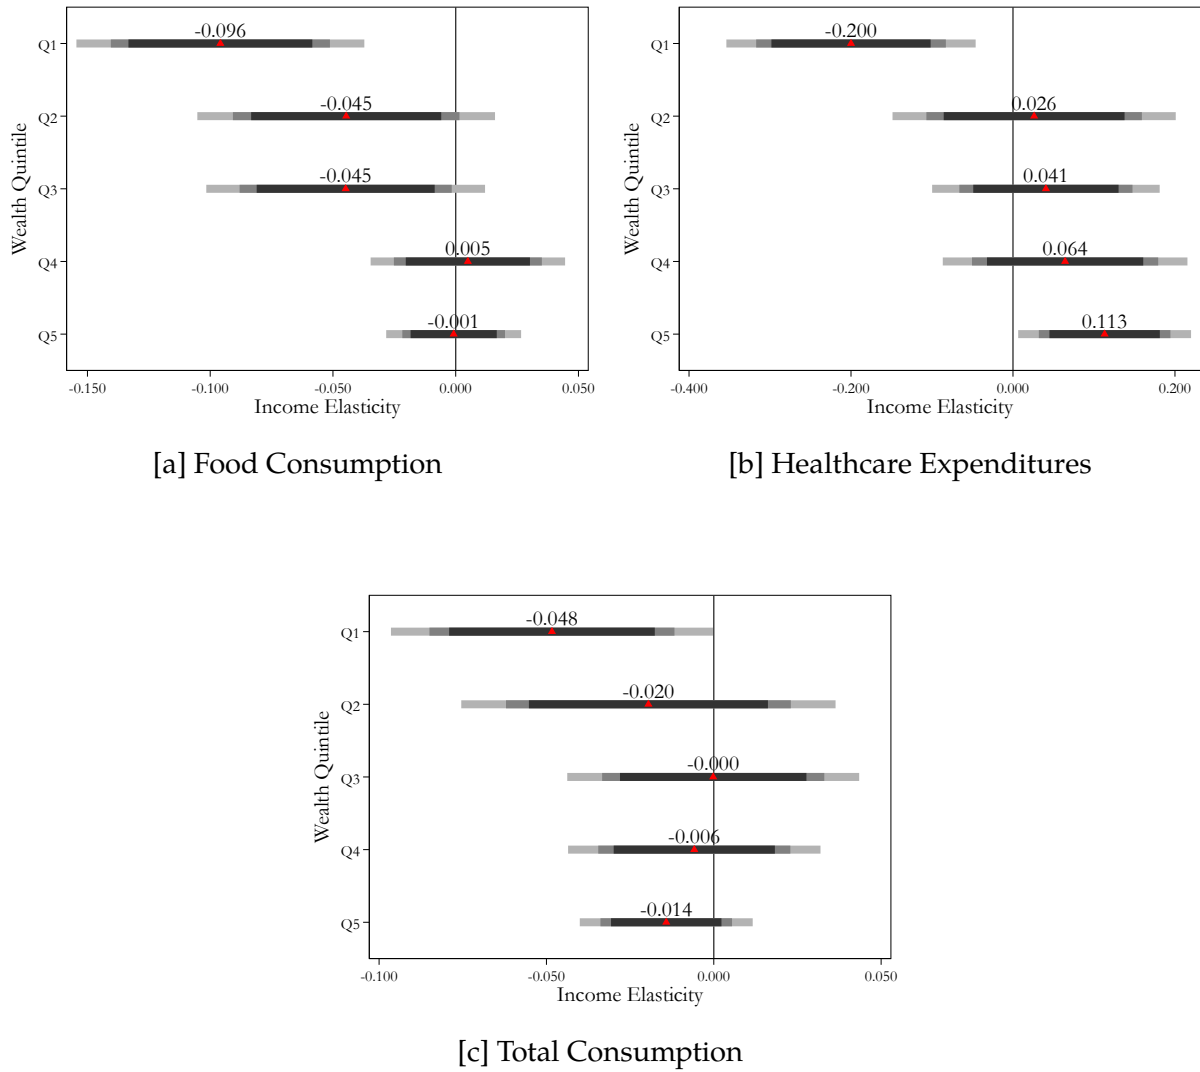 -0.096
Q1
-0.045
Q2
-0.045
Q3
0.005
Q4
-0.001
Q5
Wealth Quintile
-0.150 -0.100 -0.050 0.000 0.050
Income Elasticity
[a] Food Consumption
-0.200
Q1
0.026
Q2
0.041
Q3
0.064
Q4
0.113
Q5
Wealth Quintile
-0.400 -0.200 0.000 0.200
Income Elasticity
[b] Healthcare Expenditures
-0.048
Q1
-0.020
Q2
-0.000
Q3
-0.006
Q4
-0.014
Q5
Wealth Quintile
-0.100 -0.050 0.000 0.050
Income Elasticity
[c] Total Consumption